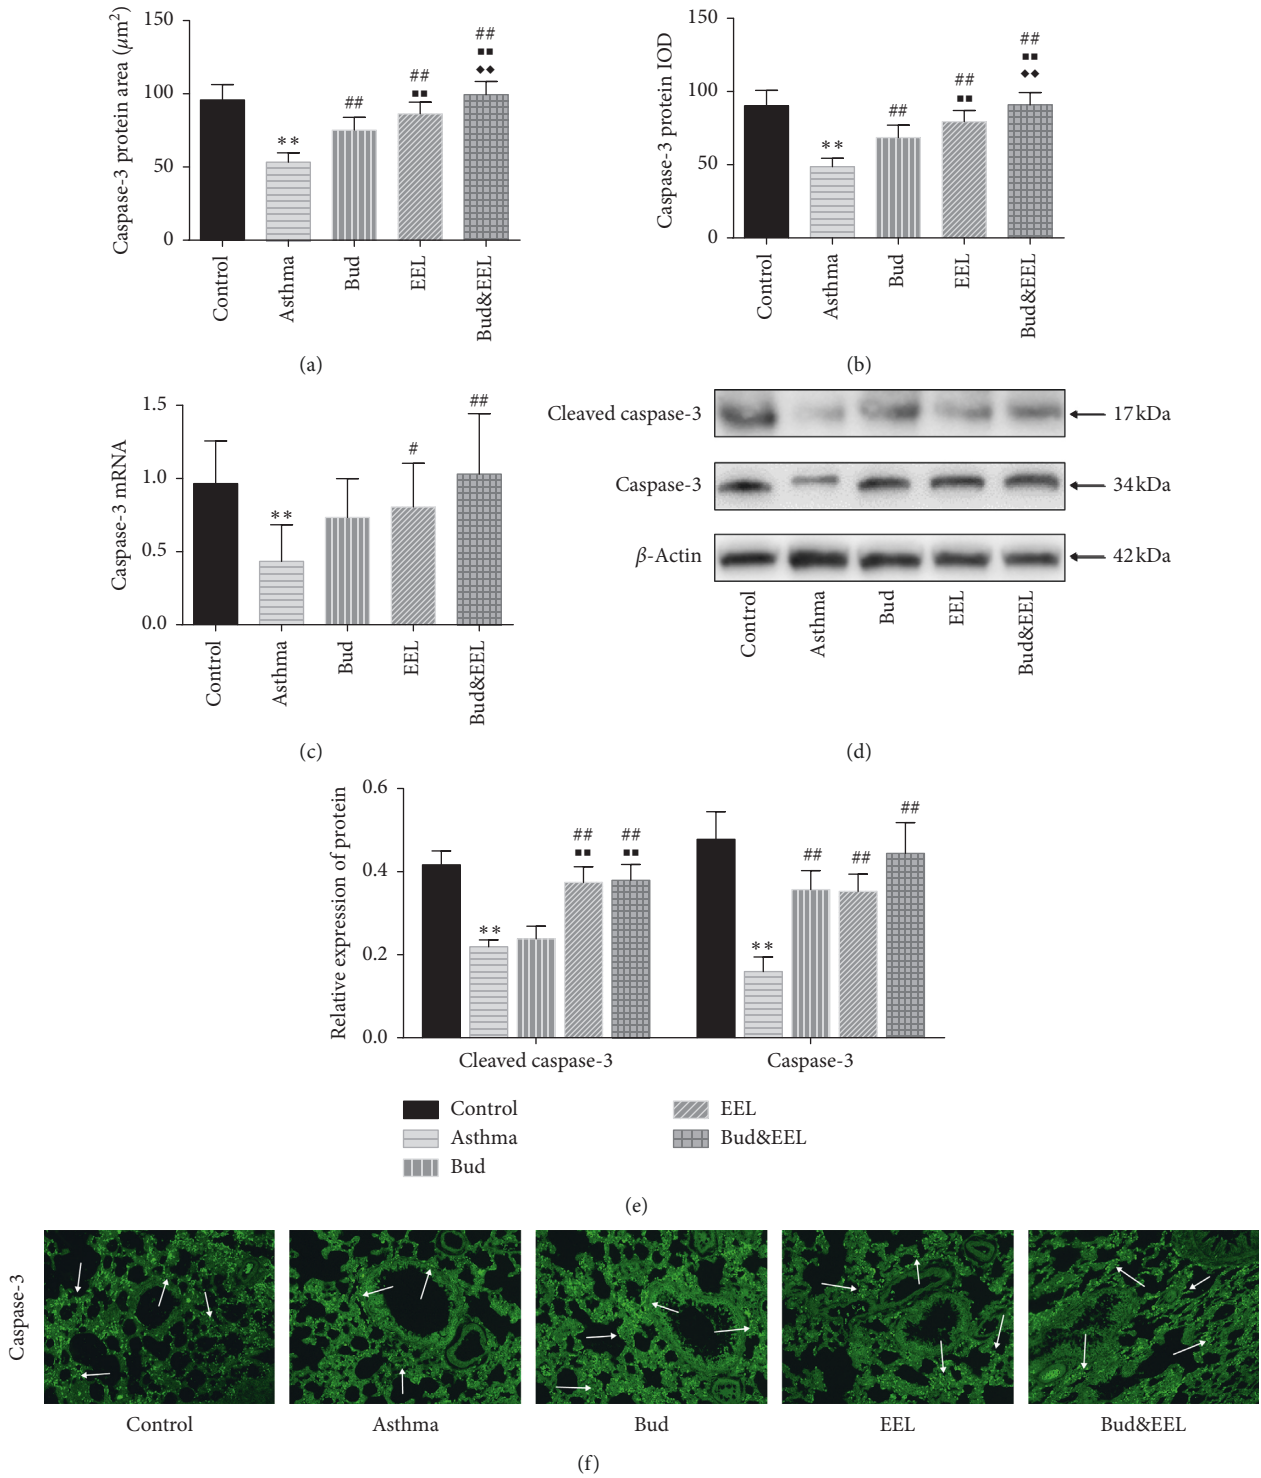 150
100
50
0
Caspase-3 protein area (μm²)
**
##
##
■■
##
■■
◆◆
Control
Asthma
Bud
EEL
Bud&EEL
(a)
150
100
50
0
Caspase-3 protein IOD
**
##
##
■■
##
■■
◆◆
Control
Asthma
Bud
EEL
Bud&EEL
(b)
1.5
1.0
0.5
0.0
Caspase-3 mRNA
**
#
##
Control
Asthma
Bud
EEL
Bud&EEL
(c)
Cleaved caspase-3
17 kDa
Caspase-3
34 kDa
β-Actin
42 kDa
Control
Asthma
Bud
EEL
Bud&EEL
(d)
0.6
0.4
0.2
0.0
Relative expression of protein
**
##
■■
##
■■
**
##
##
##
Cleaved caspase-3
Caspase-3
Control
Asthma
Bud
EEL
Bud&EEL
(e)
Caspase-3
Control
Asthma
Bud
EEL
Bud&EEL
(f)